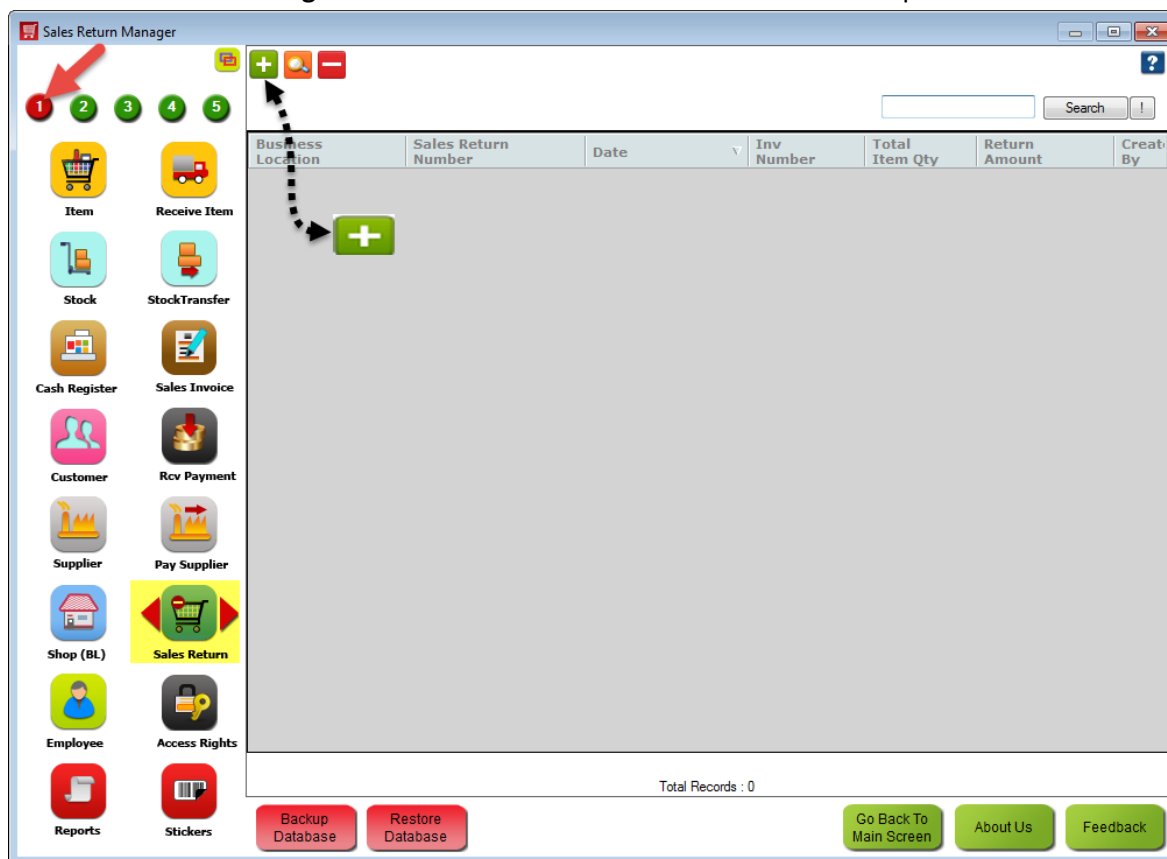 Sales Return Manager
1 2 3 4 5
Search !
Business Location
Sales Return Number
Date
Inv Number
Total Item Qty
Return Amount
By
Item
Receive Item
Stock
StockTransfer
Cash Register
Sales Invoice
Customer
Rcv Payment
Supplier
Pay Supplier
Shop (BL)
Sales Return
Employee
Access Rights
Reports
Stickers
Total Records : 0
Backup Database
Restore Database
Go Back To Main Screen
About Us
Feedback